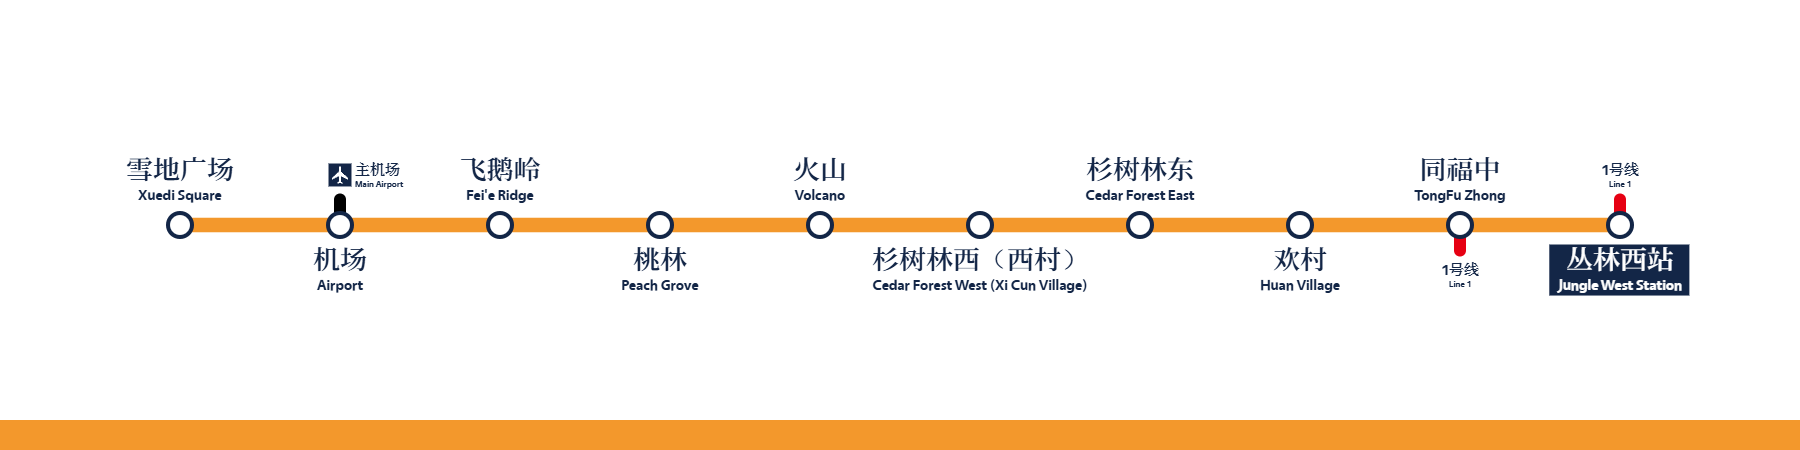 雪地广场
Xuedi Square
主机场
Main Airport
机场
Airport
飞鹅岭
Fei'e Ridge
桃林
Peach Grove
火山
Volcano
杉树林西（西村）
Cedar Forest West (Xi Cun Village)
杉树林东
Cedar Forest East
欢村
Huan Village
同福中
TongFu Zhong
1号线
Line 1
1号线
Line 1
丛林西站
Jungle West Station